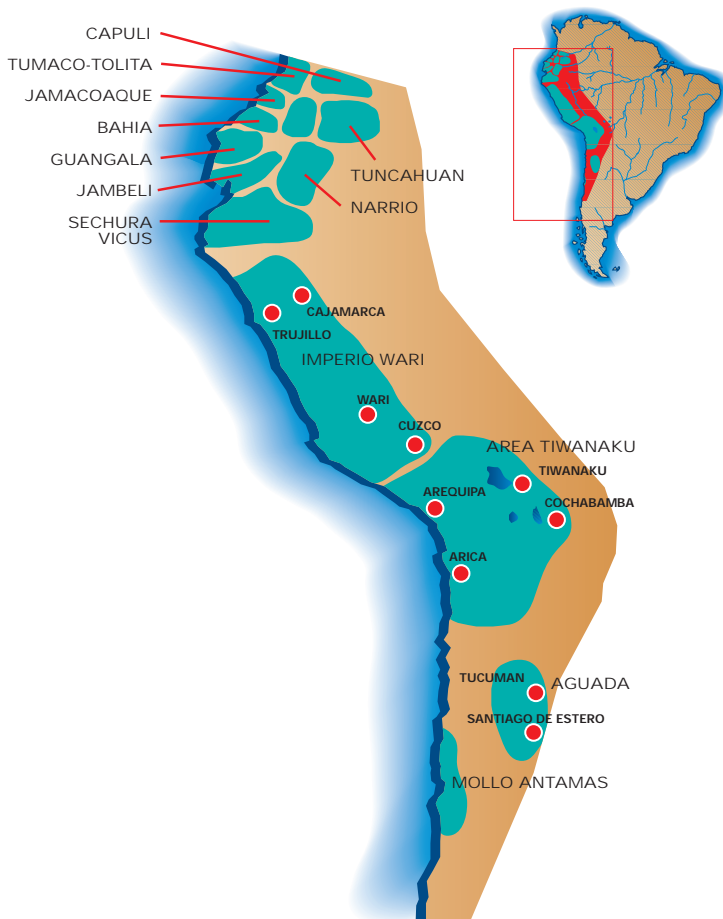 CAPULI
TUMACO-TOLITA
JAMACOAQUE
BAHIA
GUANGALA
JAMBELI
SECHURA
VICUS
TUNCAHUAN
NARRIO
CAJAMARCA
TRUJILLO
IMPERIO WARI
WARI
CUZCO
AREA TIWANAKU
TIWANAKU
AREQUIPA
COCHABAMBA
ARICA
TUCUMAN
AGUADA
SANTIAGO DE ESTERO
MOLLO ANTAMAS